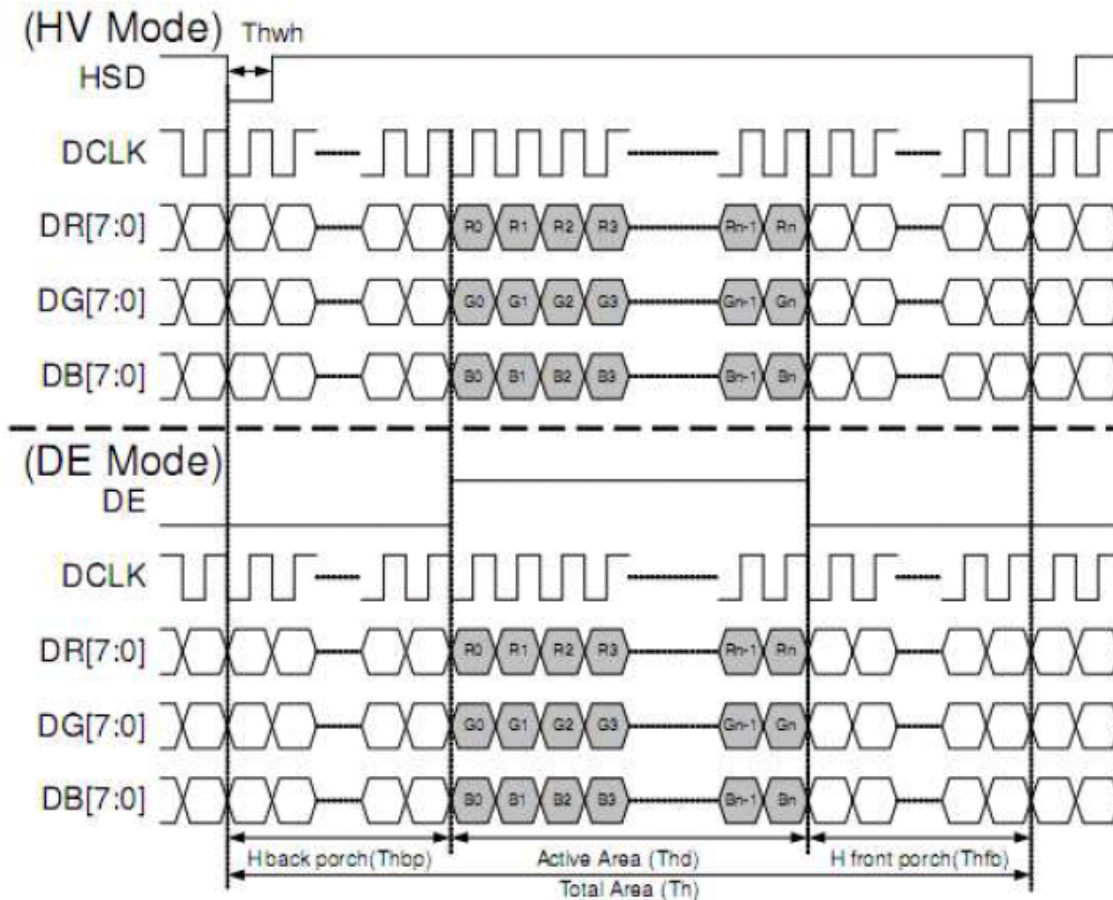 (HV Mode) Thwh
HSD
DCLK
DR[7:0] R0 R1 R2 R3 Rn-1 Rn
DG[7:0] G0 G1 G2 G3 Gn-1 Gn
DB[7:0] B0 B1 B2 B3 Bn-1 Bn
(DE Mode)
DE
DCLK
DR[7:0] R0 R1 R2 R3 Rn-1 Rn
DG[7:0] G0 G1 G2 G3 Gn-1 Gn
DB[7:0] B0 B1 B2 B3 Bn-1 Bn
H back porch(Thbp) Active Area (Thd) H front porch(Thfp)
Total Area (Th)